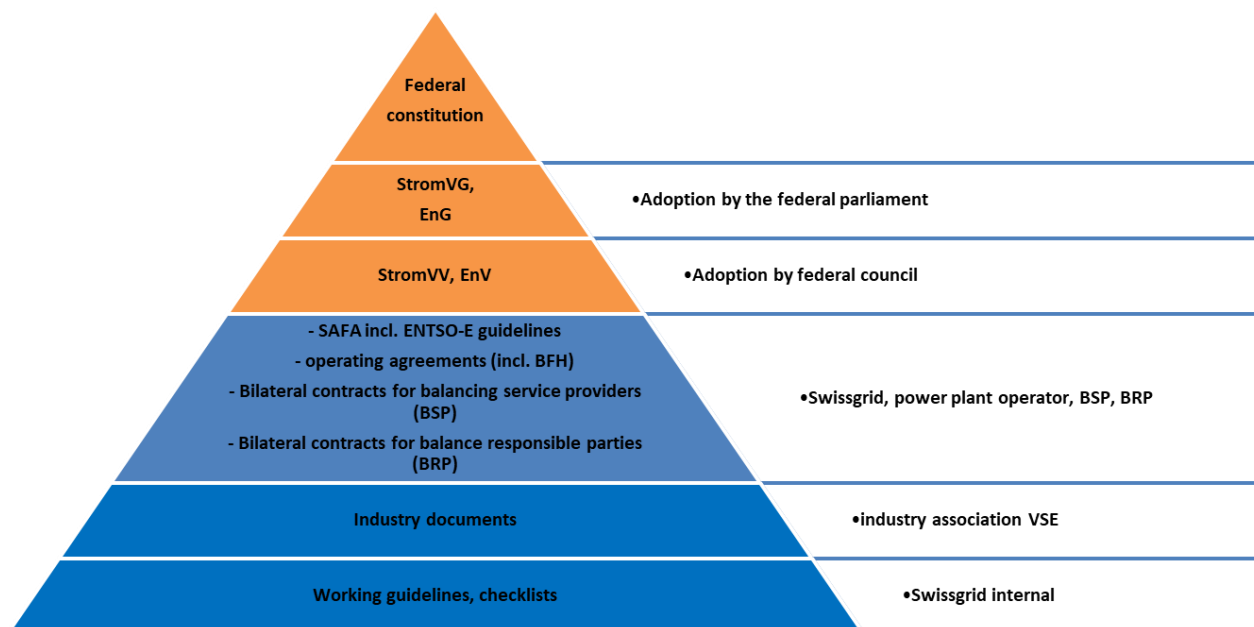 Federal
constitution
StromVG,
EnG
•Adoption by the federal parliament
StromVV, EnV
•Adoption by federal council
- SAFA incl. ENTSO-E guidelines
- operating agreements (incl. BFH)
- Bilateral contracts for balancing service providers
(BSP)
- Bilateral contracts for balance responsible parties
(BRP)
•Swissgrid, power plant operator, BSP, BRP
Industry documents
•industry association VSE
Working guidelines, checklists
•Swissgrid internal